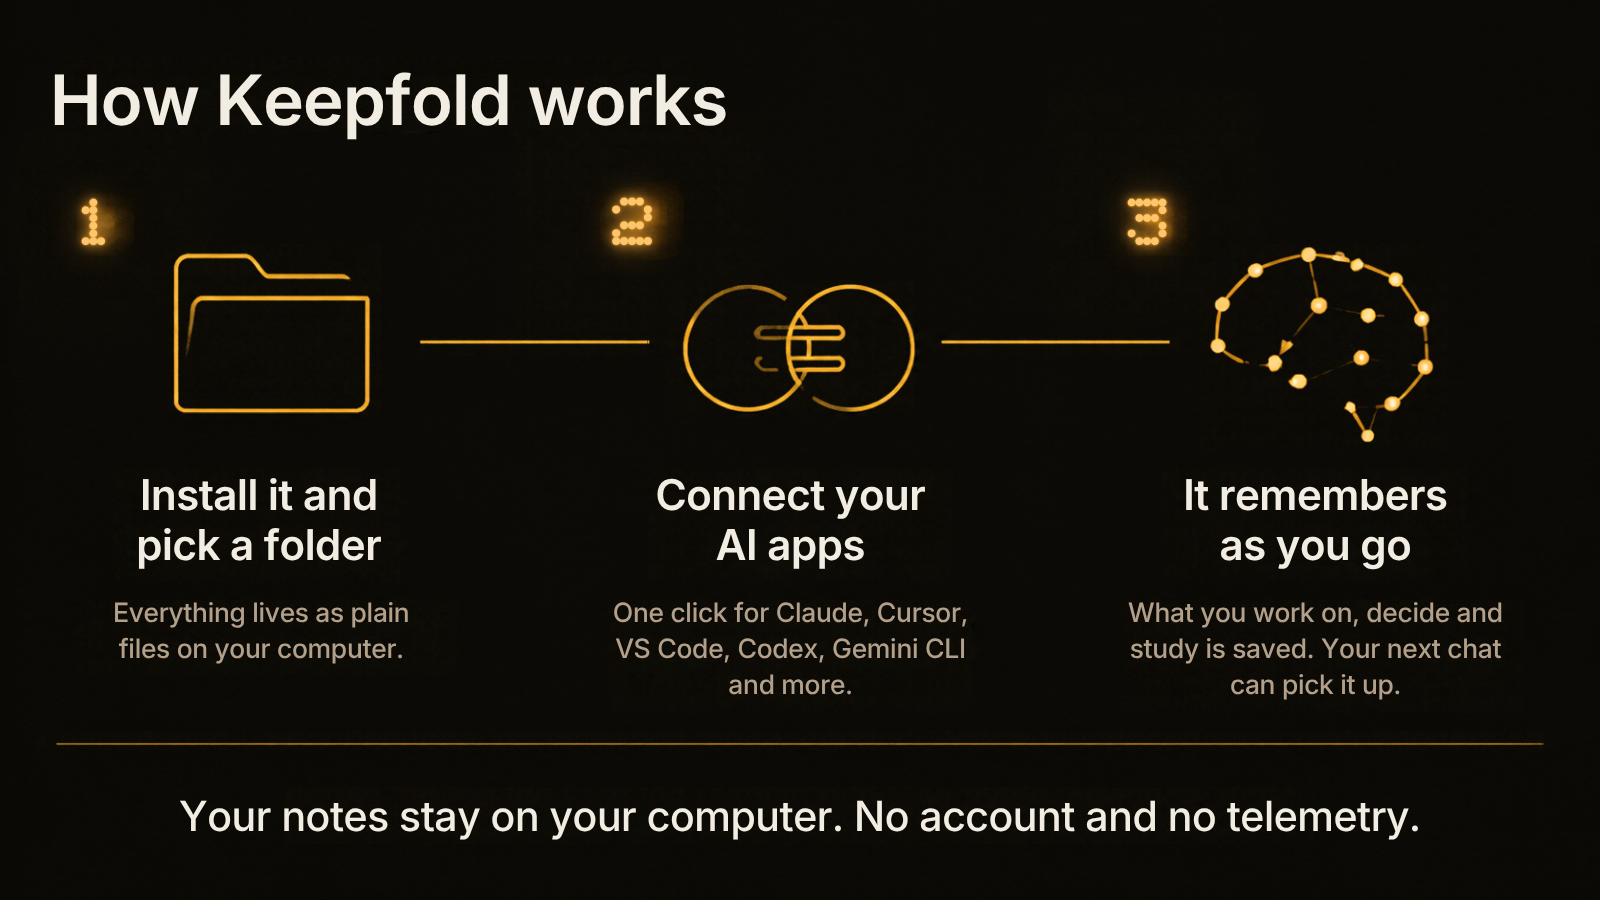 How Keepfold works
1
2
3
Install it and
pick a folder
Everything lives as plain
files on your computer.
Connect your
AI apps
One click for Claude, Cursor,
VS Code, Codex, Gemini CLI
and more.
It remembers
as you go
What you work on, decide and
study is saved. Your next chat
can pick it up.
Your notes stay on your computer. No account and no telemetry.